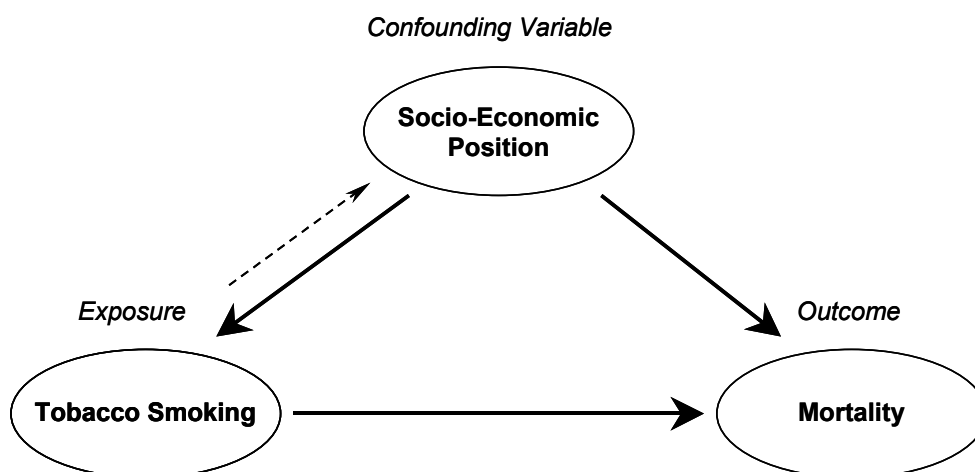 Confounding Variable
Socio-Economic
Position
Exposure
Outcome
Tobacco Smoking
Mortality